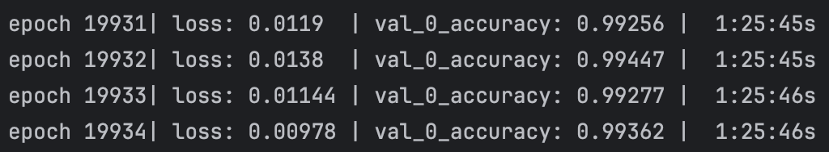 epoch 19931| loss: 0.0119  | val_0_accuracy: 0.99256 |  1:25:45s
epoch 19932| loss: 0.0138  | val_0_accuracy: 0.99447 |  1:25:45s
epoch 19933| loss: 0.01144 | val_0_accuracy: 0.99277 |  1:25:46s
epoch 19934| loss: 0.00978 | val_0_accuracy: 0.99362 |  1:25:46s